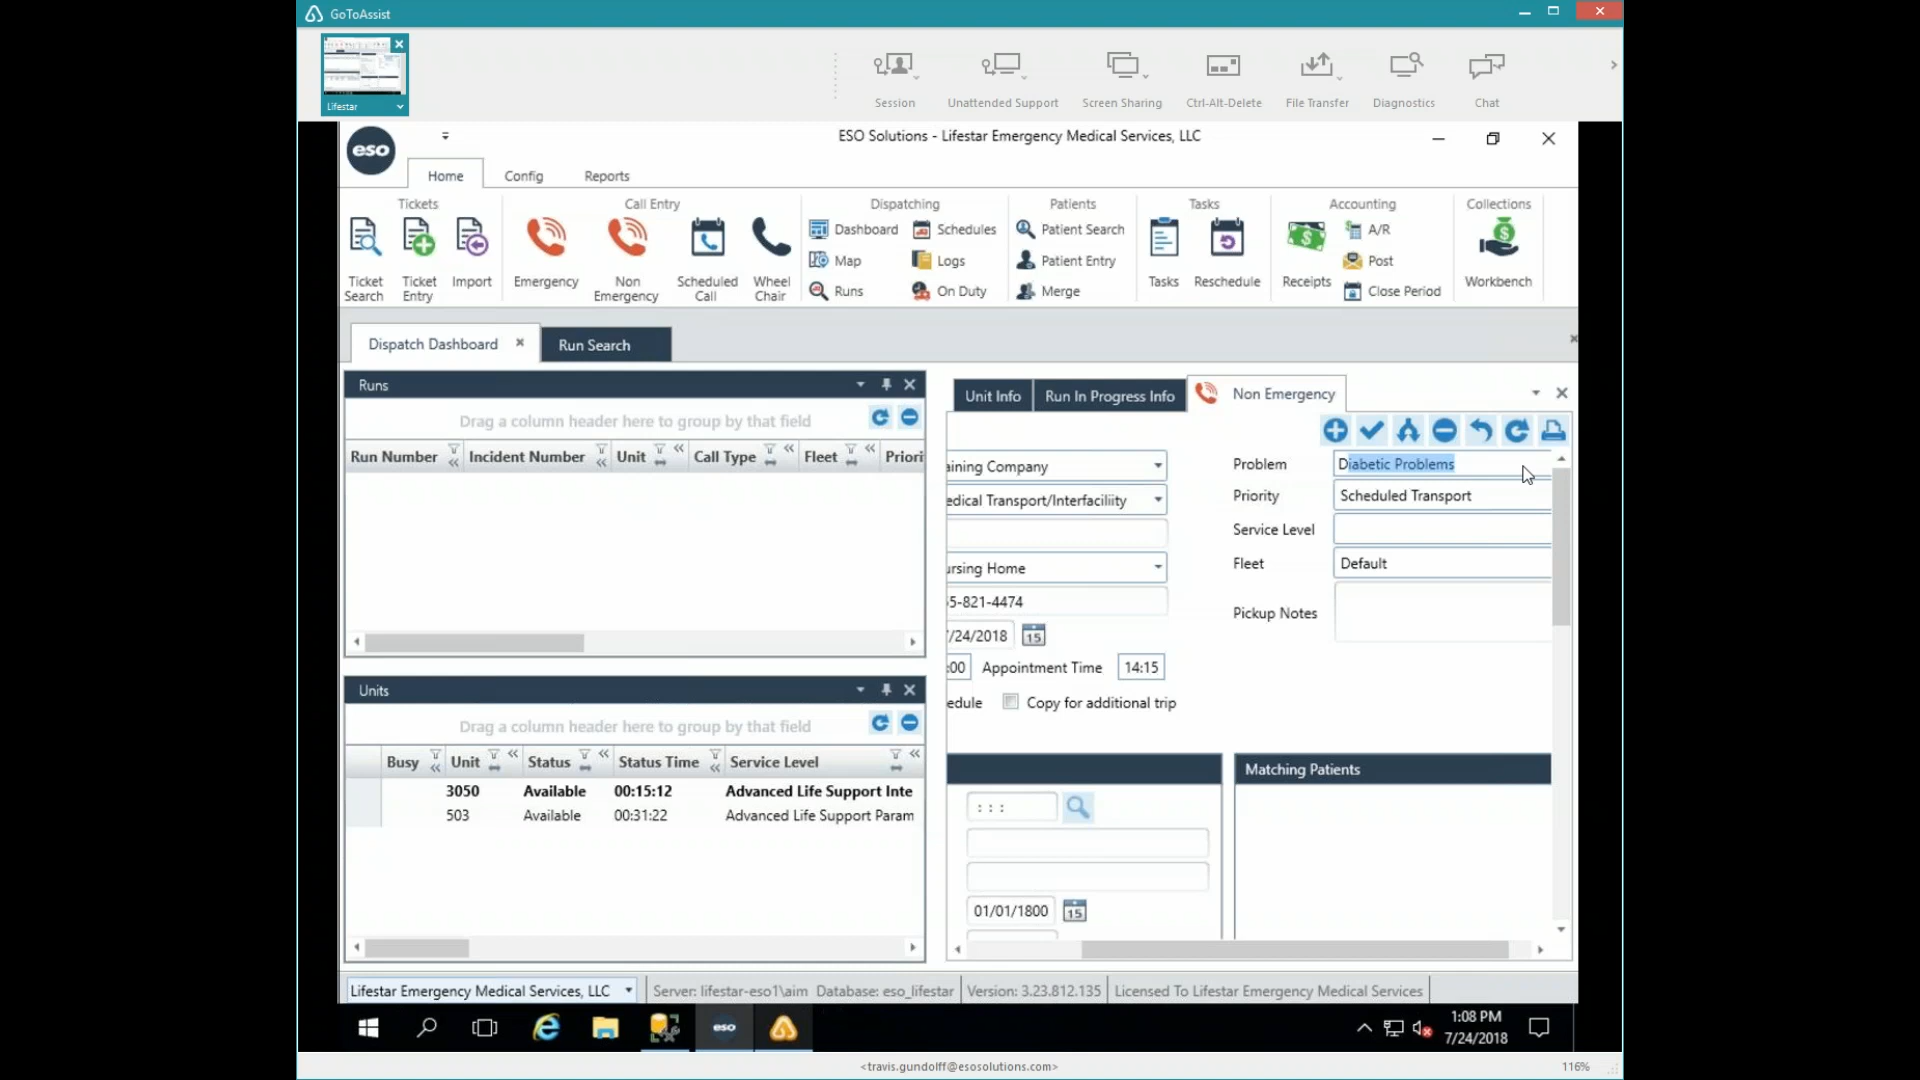 GoToAssist
Lifestar
Session
Unattended Support
Screen Sharing
Ctrl-Alt-Delete
File Transfer
Diagnostics
Chat
eso
ESO Solutions - Lifestar Emergency Medical Services, LLC
Home
Config
Reports
Tickets
Call Entry
Dispatching
Patients
Tasks
Accounting
Collections
Ticket Search
Ticket Entry
Import
Emergency
Non Emergency
Scheduled Call
Wheel Chair
Dashboard
Schedules
Map
Logs
Runs
On Duty
Patient Search
Patient Entry
Merge
Tasks
Reschedule
Receipts
A/R
Post
Close Period
Workbench
Dispatch Dashboard
Run Search
Runs
Drag a column header here to group by that field
Run Number
Incident Number
Unit
Call Type
Fleet
Priori
Units
Drag a column header here to group by that field
Busy
Unit
Status
Status Time
Service Level
3050 Available 00:15:12 Advanced Life Support Inte
503 Available 00:31:22 Advanced Life Support Param
Unit Info
Run In Progress Info
Non Emergency
aining Company
edical Transport/Interfaciliity
ursing Home
5-821-4474
/24/2018
15
:00
Appointment Time
14:15
edule
Copy for additional trip
Problem
Diabetic Problems
Priority
Scheduled Transport
Service Level
Fleet
Default
Pickup Notes
: : :
01/01/1800
15
Matching Patients
Lifestar Emergency Medical Services, LLC
Server: lifestar-eso1\aim Database: eso_lifestar
Version: 3.23.812.135
Licensed To Lifestar Emergency Medical Services
eso
1:08 PM
7/24/2018
<travis.gundolff@esosolutions.com>
116%